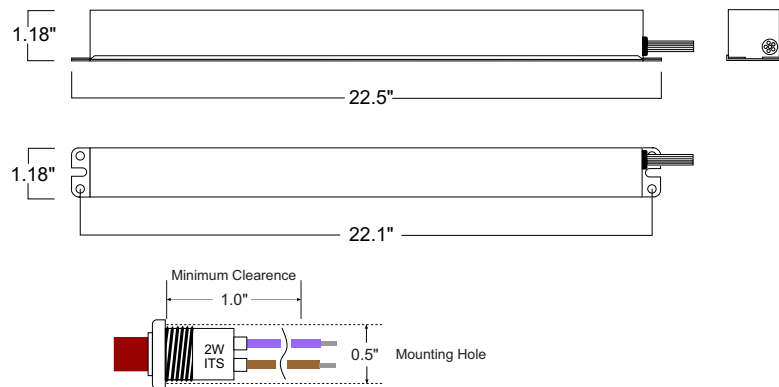 1.18"
22.5"
1.18"
22.1"
Minimum Clearence
1.0"
2W
ITS
0.5"
Mounting Hole